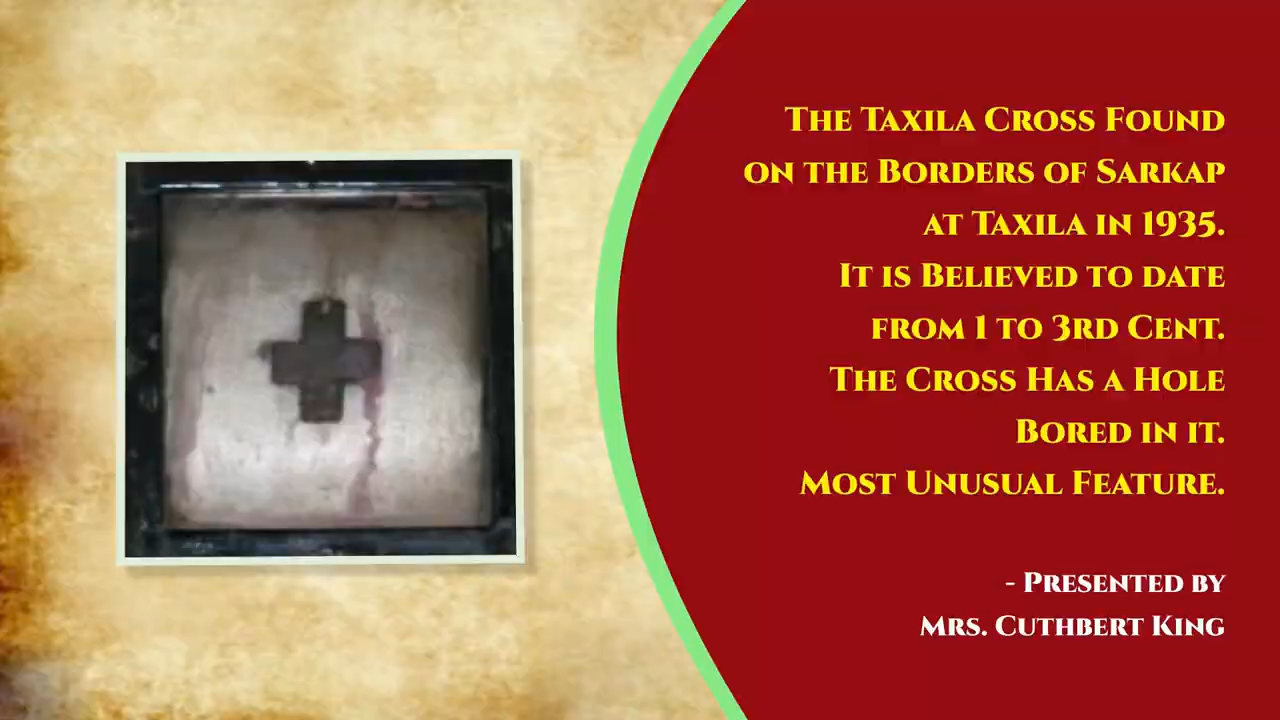 The Taxila Cross Found
on the Borders of Sarkap
at Taxila in 1935.
It is Believed to date
from 1 to 3rd Cent.
The Cross Has a Hole
Bored in it.
Most Unusual Feature.
- Presented by
Mrs. Cuthbert King